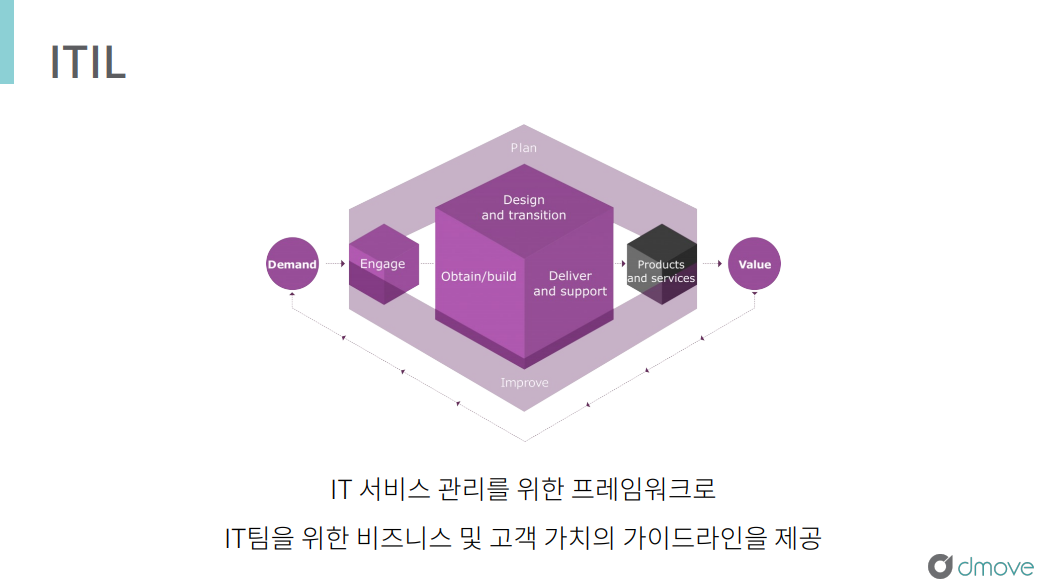 ITIL
Plan
Design
and transition
Demand
Engage
Obtain/build
Deliver
and support
Products
and services
Value
Improve
IT 서비스 관리를 위한 프레임워크로
IT팀을 위한 비즈니스 및 고객 가치의 가이드라인을 제공
dmove